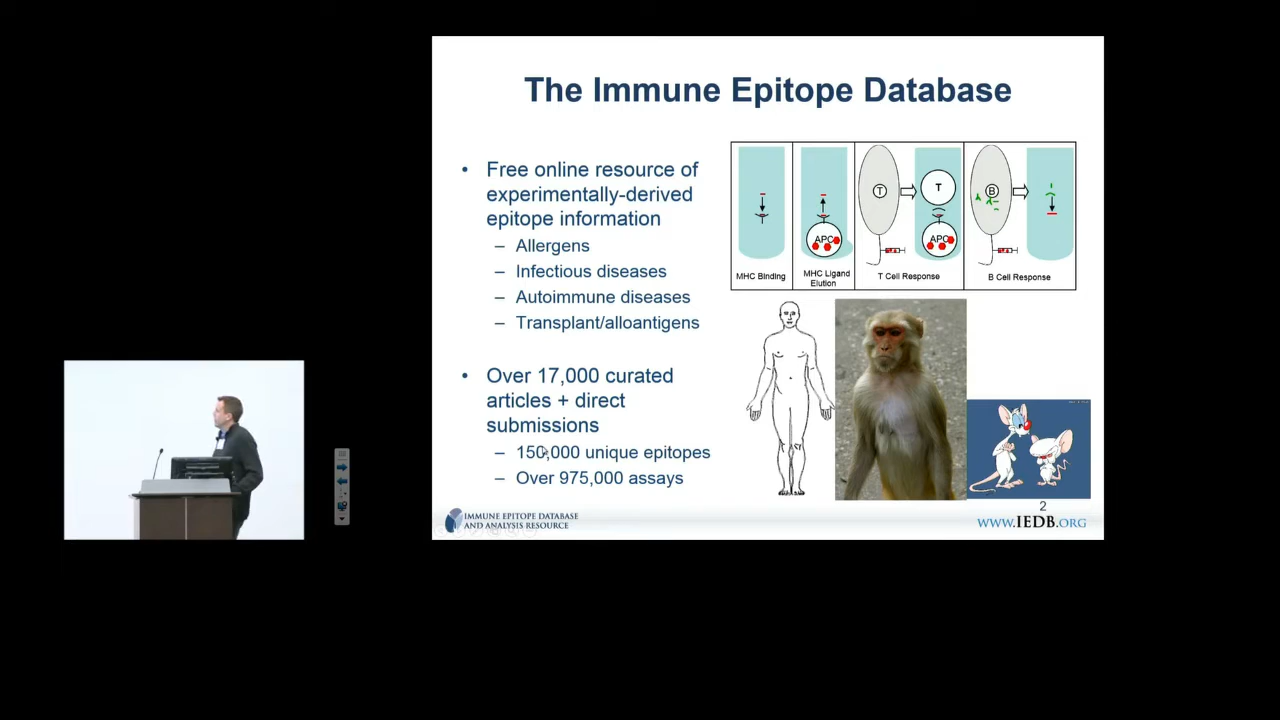 The Immune Epitope Database
• Free online resource of
experimentally-derived
epitope information
– Allergens
– Infectious diseases
– Autoimmune diseases
– Transplant/alloantigens
• Over 17,000 curated
articles + direct
submissions
– 150,000 unique epitopes
– Over 975,000 assays
T
T
B
APC
APC
MHC Binding
MHC Ligand
Elution
T Cell Response
B Cell Response
2
IMMUNE EPITOPE DATABASE
AND ANALYSIS RESOURCE
WWW.IEDB.ORG